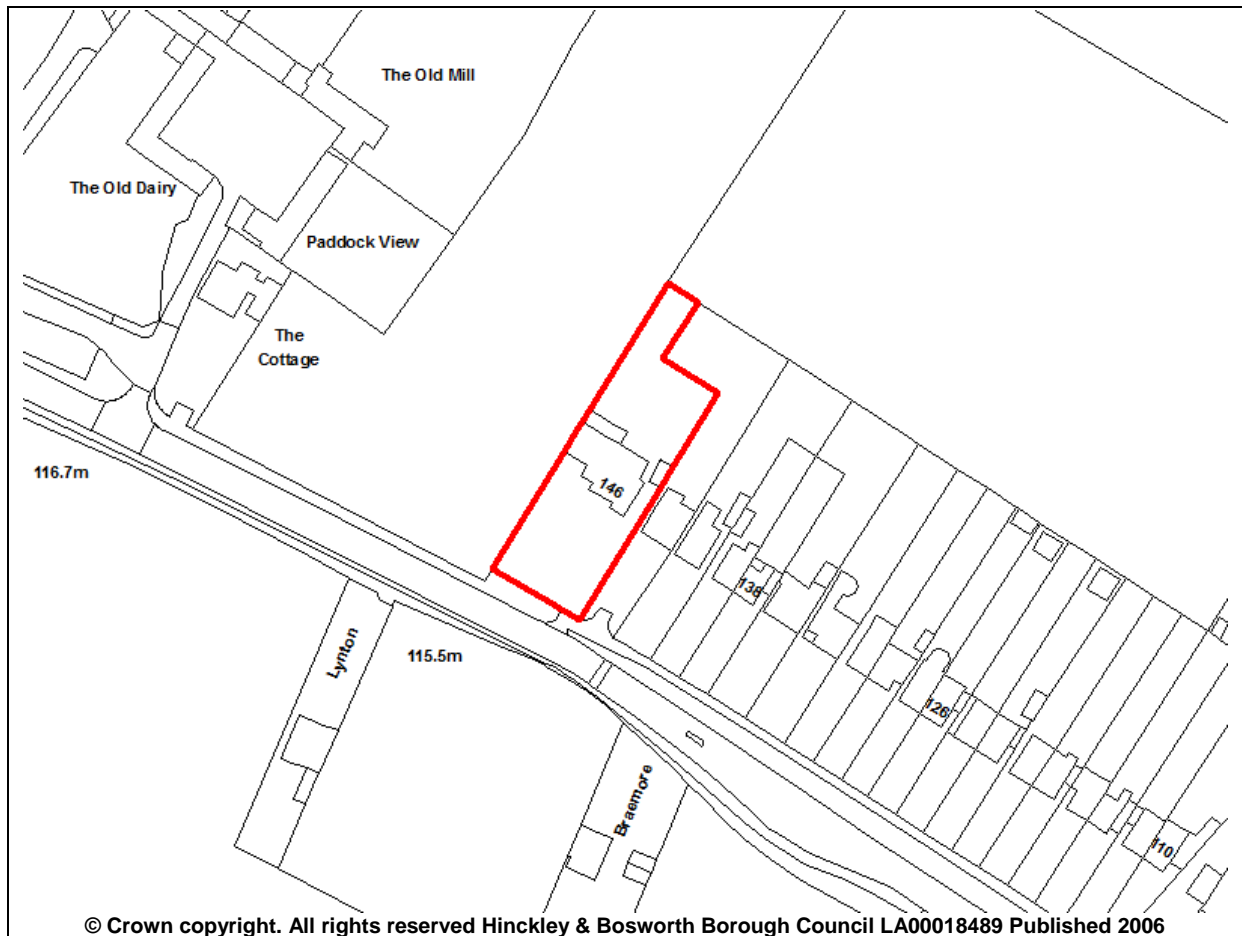 The Old Mill
The Old Dairy
Paddock View
The
Cottage
116.7m
146
138
Lynton
115.5m
126
Braemore
110
© Crown copyright. All rights reserved Hinckley & Bosworth Borough Council LA00018489 Published 2006